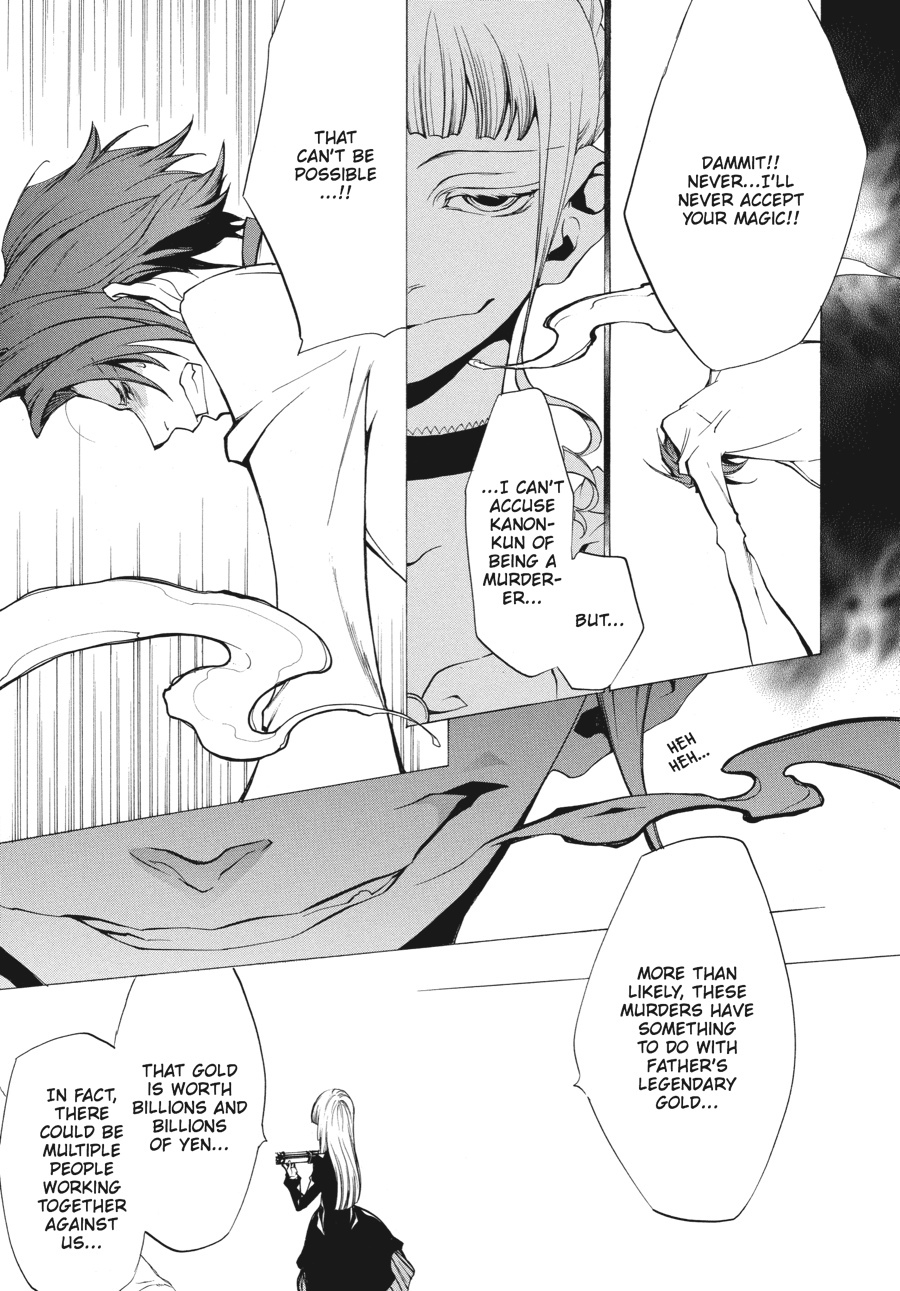 DAMMIT!!
NEVER...I'LL
NEVER ACCEPT
YOUR MAGIC!!
THAT
CAN'T BE
POSSIBLE
...!!
BUT...
...I CAN'T
ACCUSE
KANON-
KUN OF
BEING A
MURDER-
ER...
HEH
HEH...
MORE THAN
LIKELY, THESE
MURDERS HAVE
SOMETHING
TO DO WITH
FATHER'S
LEGENDARY
GOLD...
THAT GOLD
IS WORTH
BILLIONS AND
BILLIONS
OF YEN...
IN FACT,
THERE
COULD BE
MULTIPLE
PEOPLE
WORKING
TOGETHER
AGAINST
US...